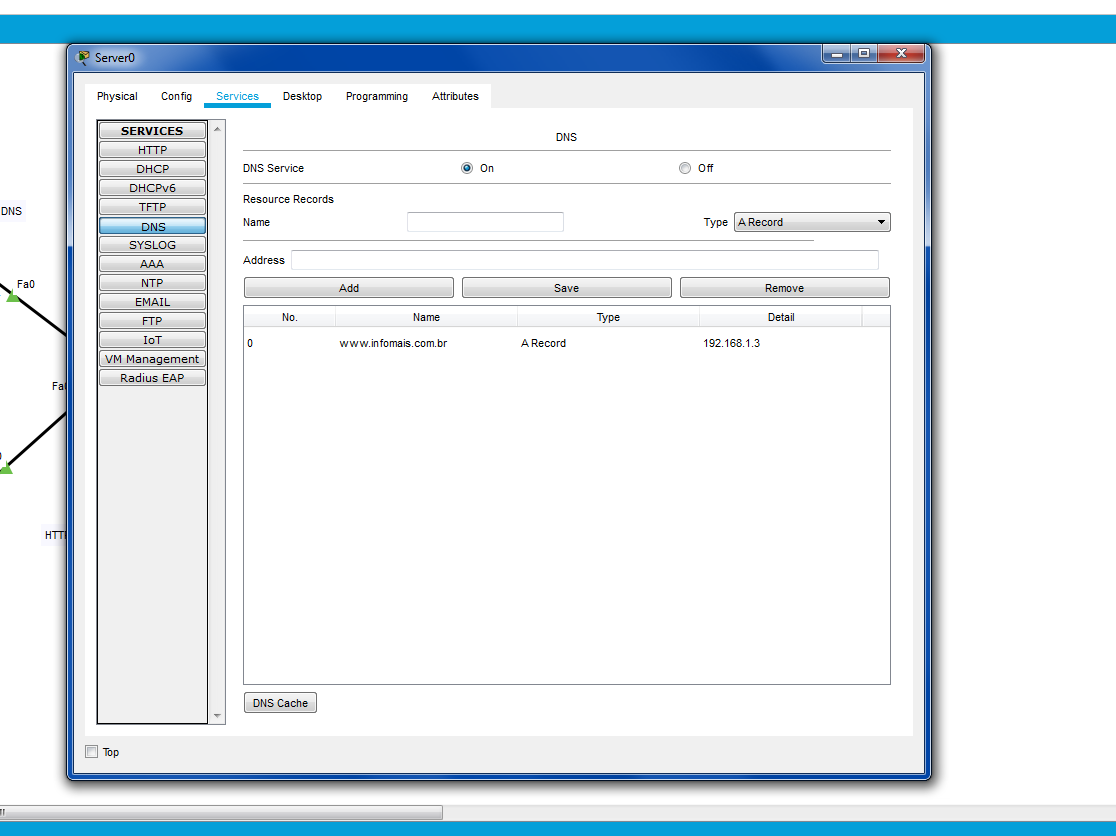 Server0
Physical Config Services Desktop Programming Attributes
SERVICES
HTTP
DHCP
DHCPv6
TFTP
DNS
SYSLOG
AAA
NTP
EMAIL
FTP
IoT
VM Management
Radius EAP
DNS
DNS Service On Off
Resource Records
Name Type A Record
Address
Add Save Remove
No. Name Type Detail
0 www.infomais.com.br A Record 192.168.1.3
DNS Cache
Top
DNS
Fa0